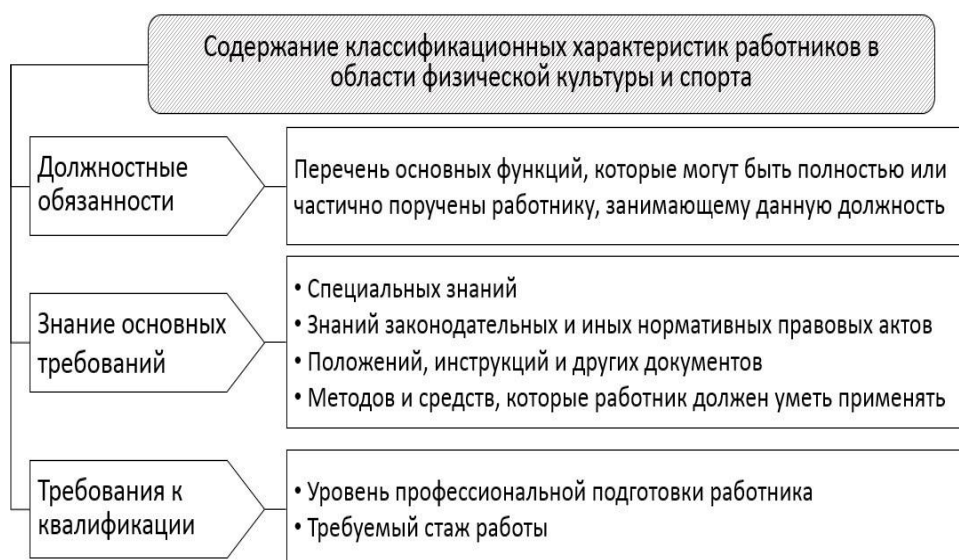 Содержание классификационных характеристик работников в
области физической культуры и спорта
Должностные
обязанности
Перечень основных функций, которые могут быть полностью или
частично поручены работнику, занимающему данную должность
Знание основных
требований
• Специальных знаний
• Знаний законодательных и иных нормативных правовых актов
• Положений, инструкций и других документов
• Методов и средств, которые работник должен уметь применять
Требования к
квалификации
• Уровень профессиональной подготовки работника
• Требуемый стаж работы